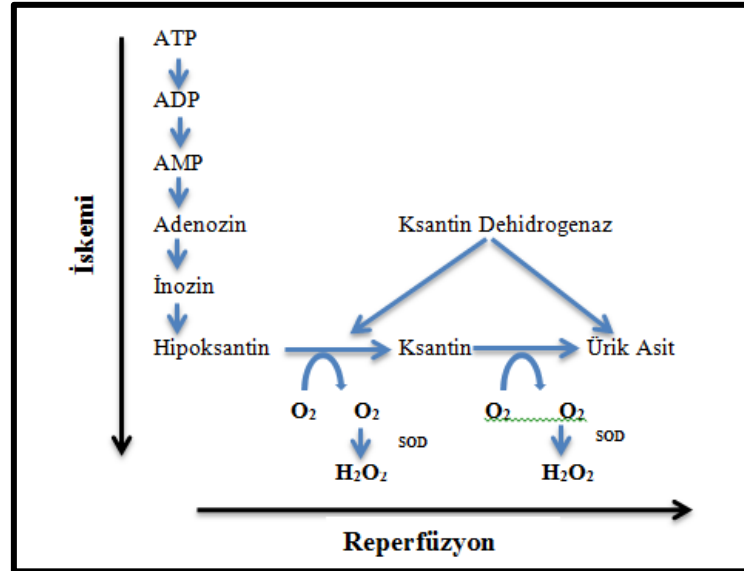 ATP
ADP
AMP
Adenozin
Ksantin Dehidrogenaz
İskemi
İnozin
Hipoksantin
Ksantin
Ürik Asit
O₂
O₂
O₂
O₂
SOD
SOD
H₂O₂
H₂O₂
Reperfüzyon